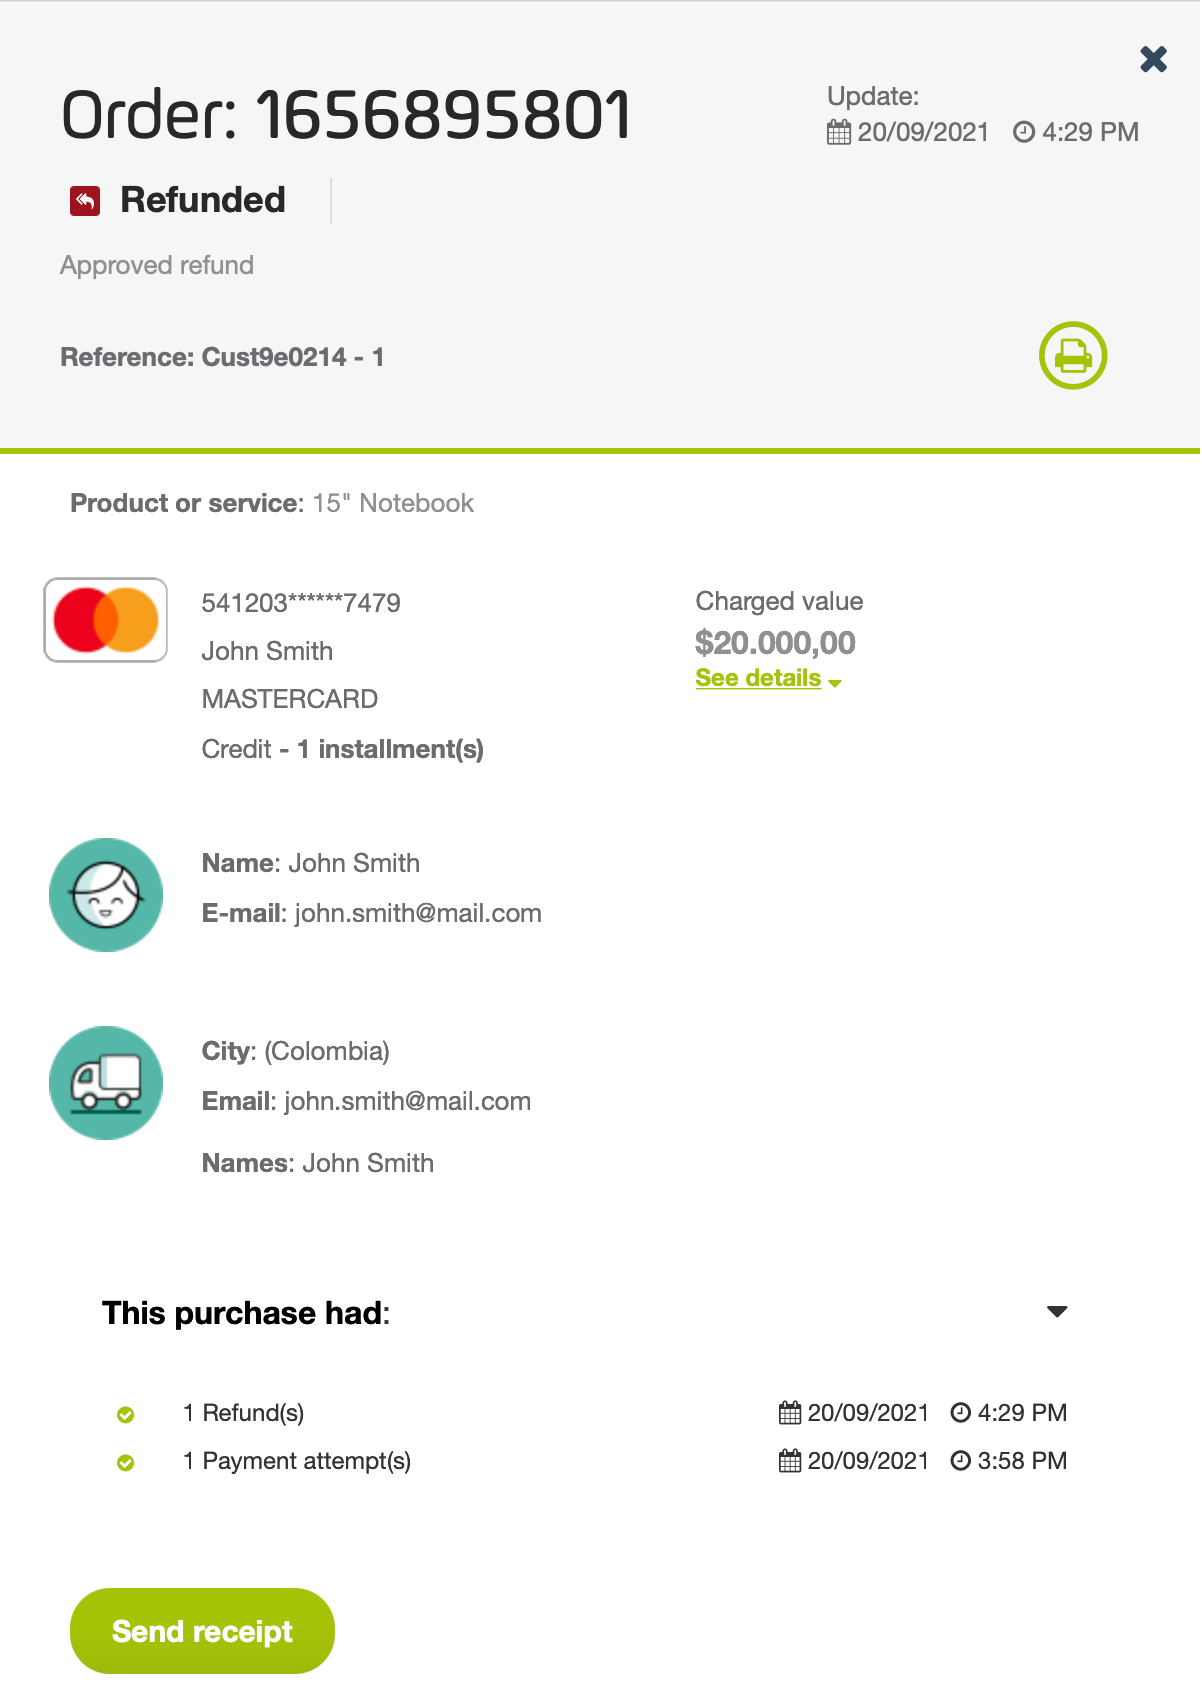 Order: 1656895801
Update:
20/09/2021 4:29 PM
Refunded
Approved refund
Reference: Cust9e0214 - 1
Product or service: 15" Notebook
541203******7479
John Smith
MASTERCARD
Credit - 1 installment(s)
Charged value
$20.000,00
See details
Name: John Smith
E-mail: john.smith@mail.com
City: (Colombia)
Email: john.smith@mail.com
Names: John Smith
This purchase had:
1 Refund(s) 20/09/2021 4:29 PM
1 Payment attempt(s) 20/09/2021 3:58 PM
Send receipt